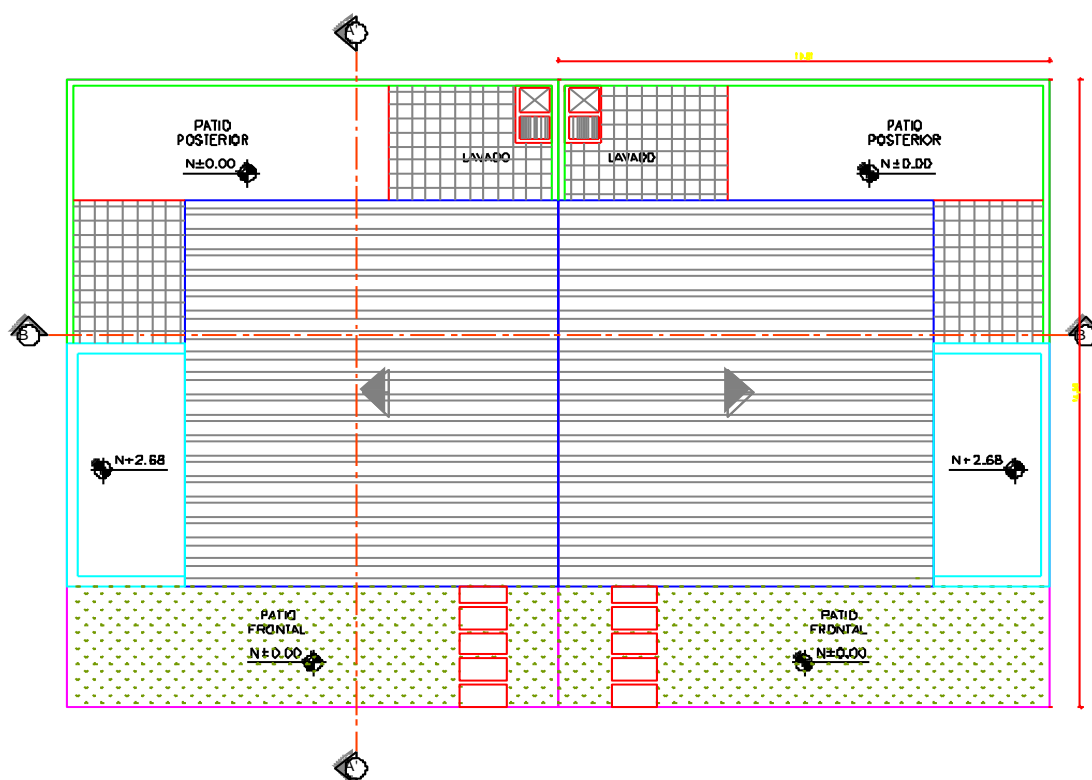 A'
PATIO
POSTERIOR
N±0.00
LAVADO
LAVADO
PATIO
POSTERIOR
N±0.00
B'
B'
N+2.68
N+2.68
PATIO
FRONTAL
N±0.00
PATIO
FRONTAL
N±0.00
A'